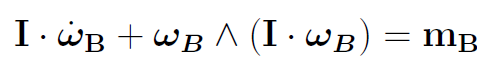 I · ω̇_B + ω_B ∧ (I · ω_B) = m_B